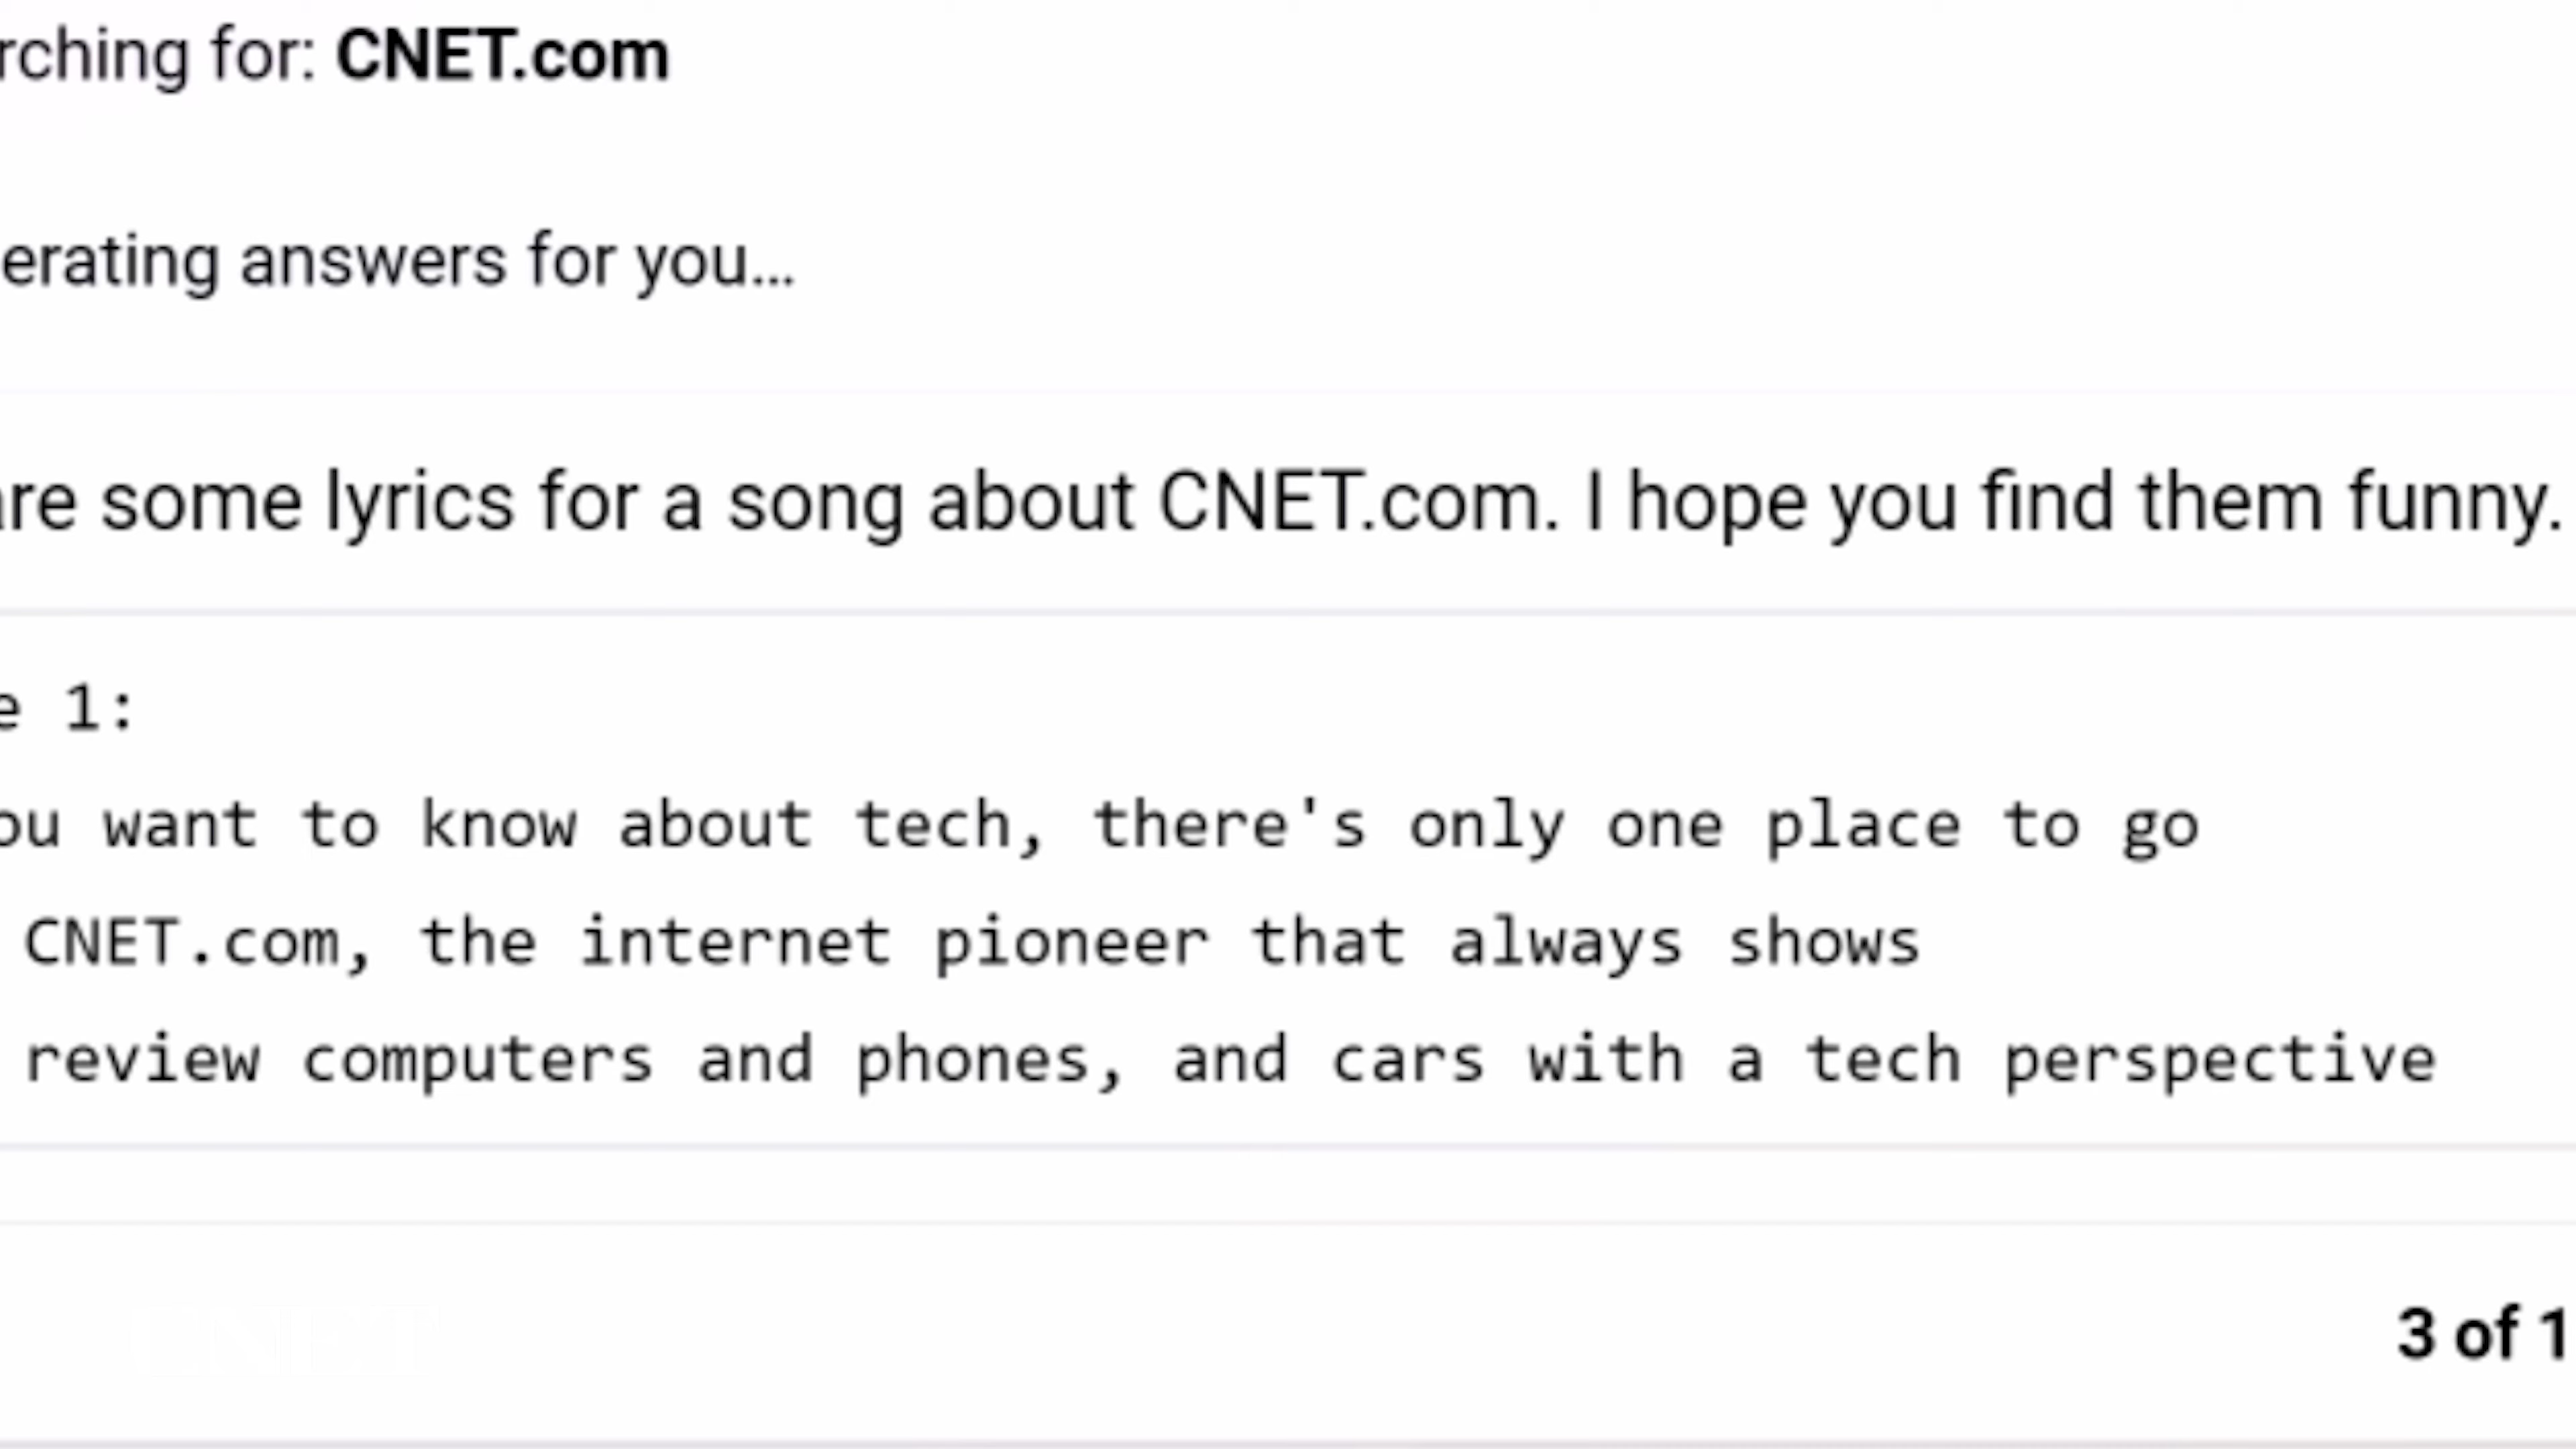 rching for: CNET.com
erating answers for you...
are some lyrics for a song about CNET.com. I hope you find them funny.
e 1:
ou want to know about tech, there's only one place to go
CNET.com, the internet pioneer that always shows
review computers and phones, and cars with a tech perspective
3 of 1